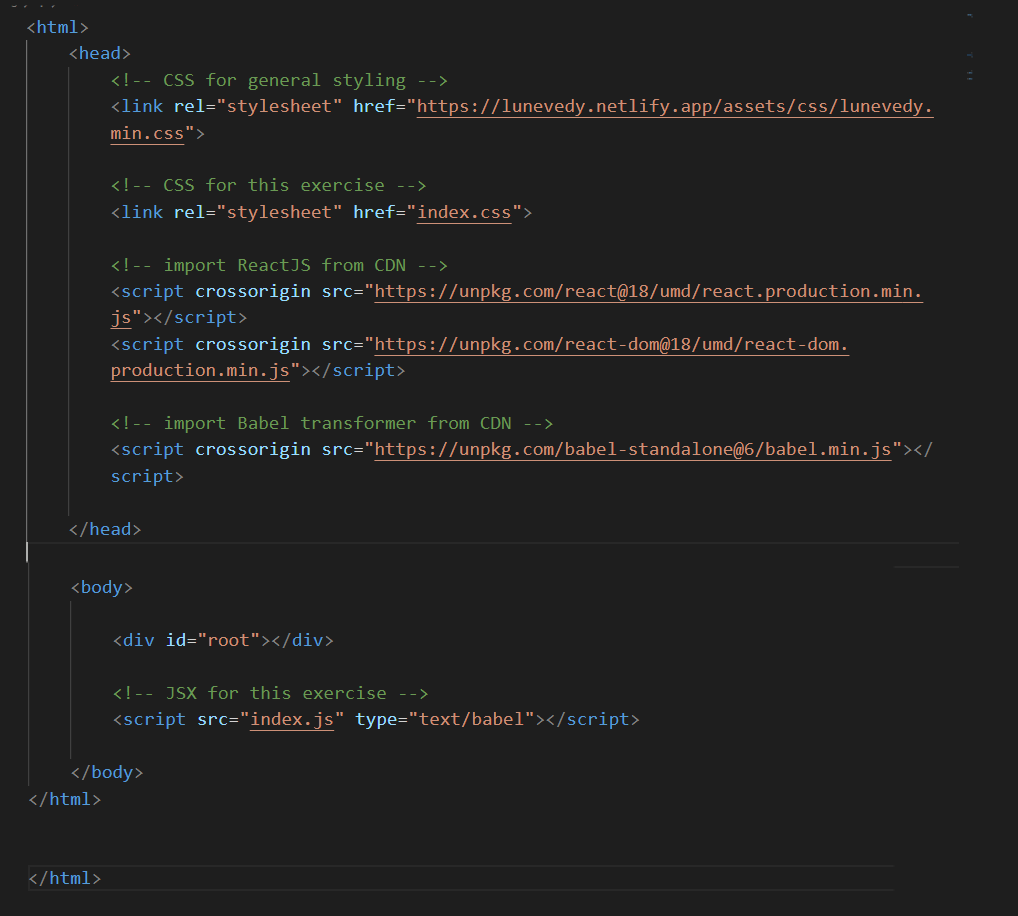 <html>
<head>
<!-- CSS for general styling -->
<link rel="stylesheet" href="https://lunevedy.netlify.app/assets/css/lunevedy.
min.css">
<!-- CSS for this exercise -->
<link rel="stylesheet" href="index.css">
<!-- import ReactJS from CDN -->
<script crossorigin src="https://unpkg.com/react@18/umd/react.production.min.
js"></script>
<script crossorigin src="https://unpkg.com/react-dom@18/umd/react-dom.
production.min.js"></script>
<!-- import Babel transformer from CDN -->
<script crossorigin src="https://unpkg.com/babel-standalone@6/babel.min.js"></
script>
</head>
<body>
<div id="root"></div>
<!-- JSX for this exercise -->
<script src="index.js" type="text/babel"></script>
</body>
</html>
</html>